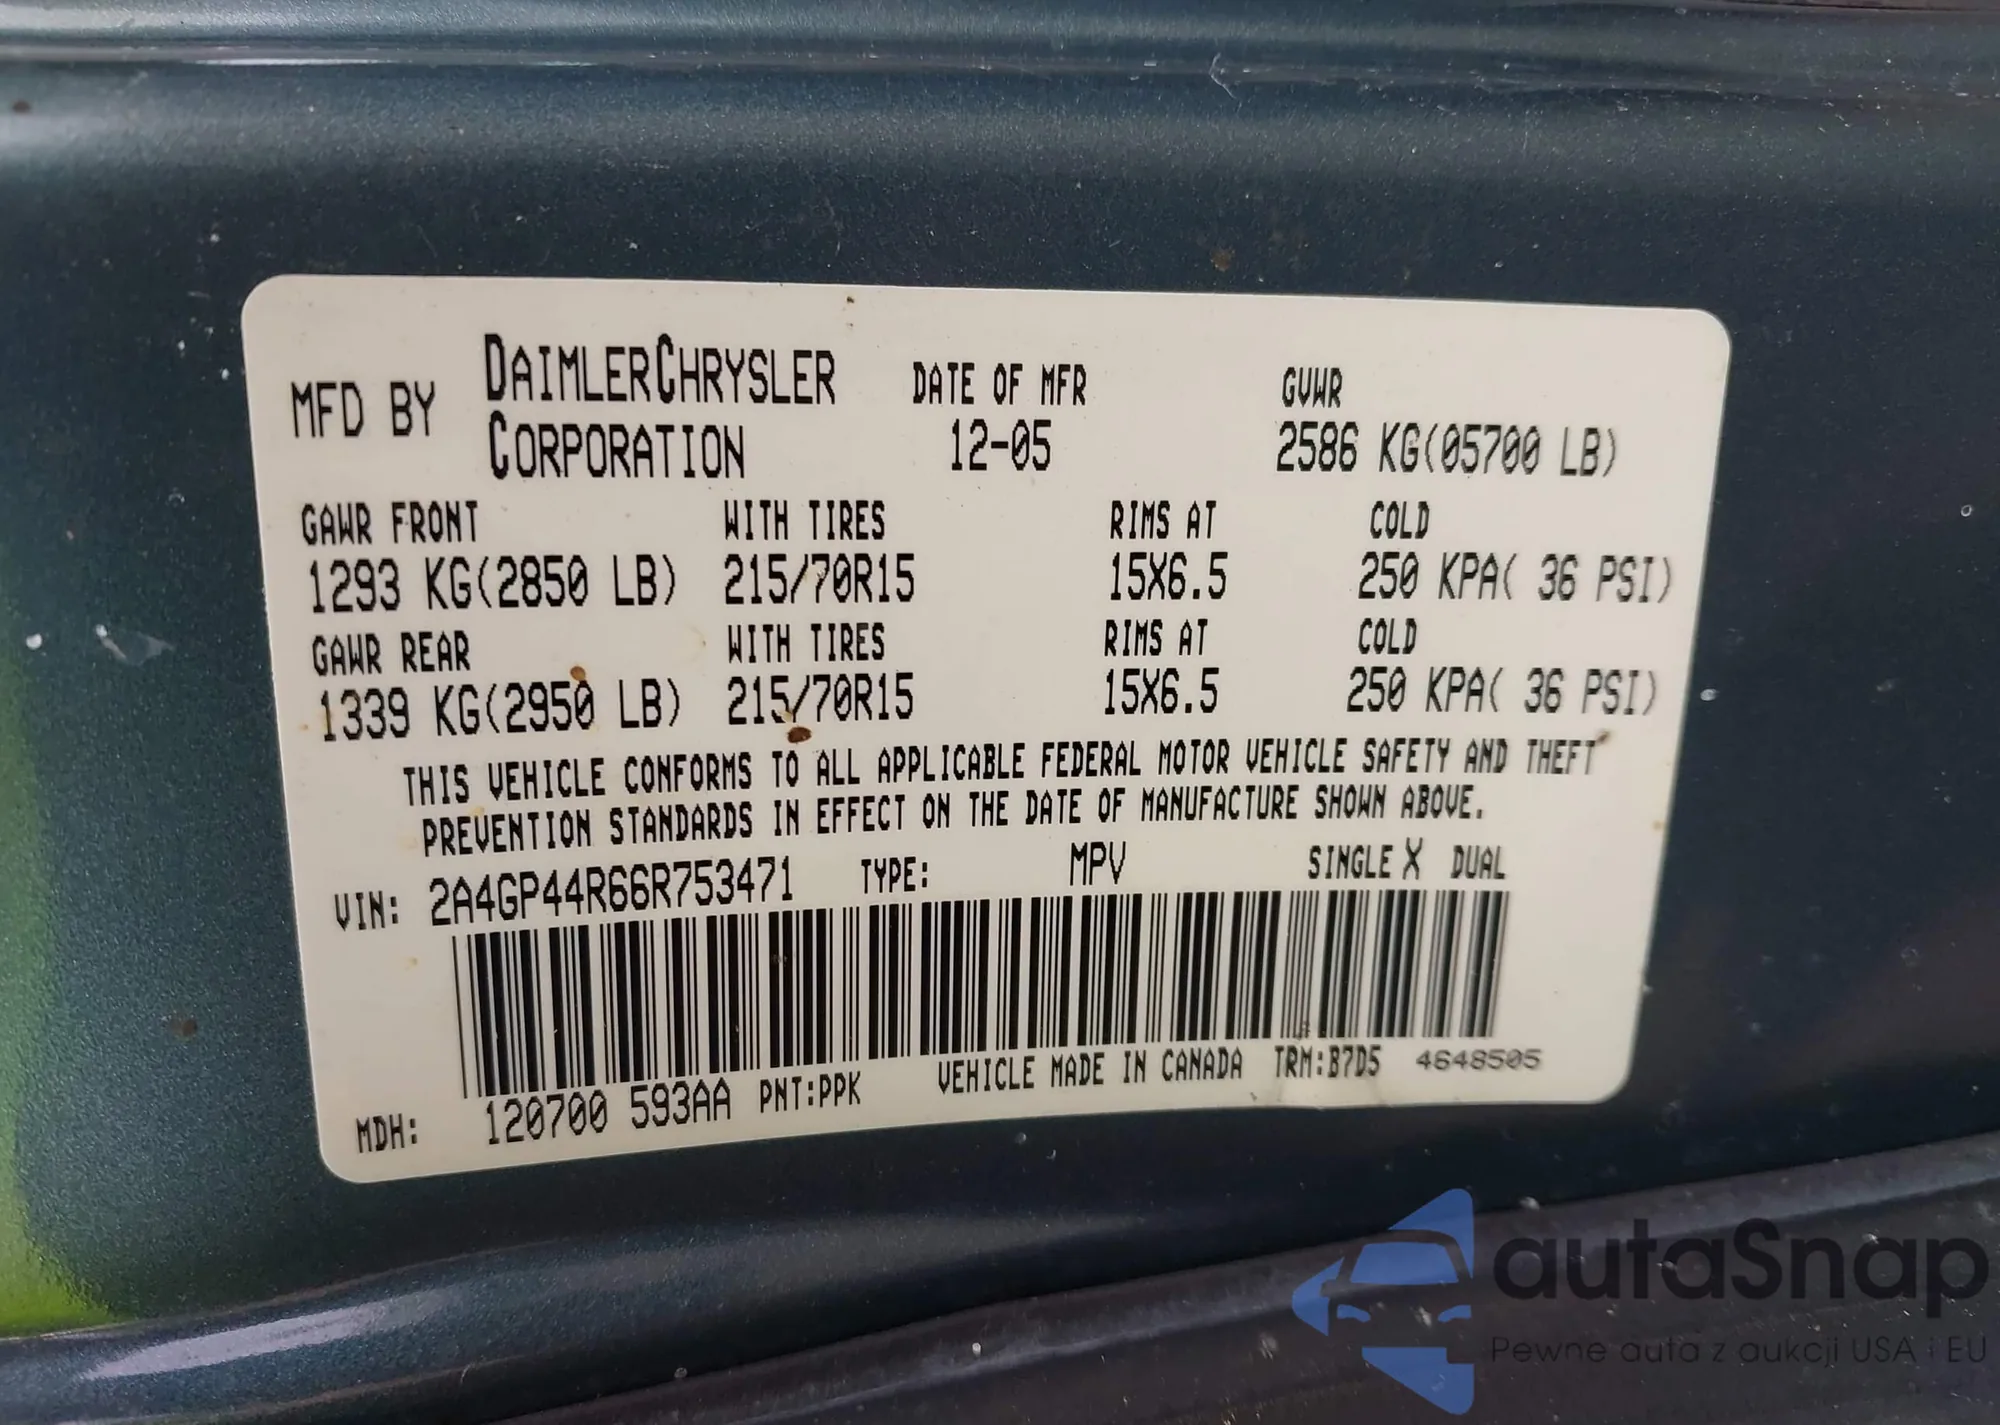 MFD BY DAIMLERCHRYSLER CORPORATION DATE OF MFR 12-05 GVWR 2586 KG(05700 LB)
GAWR FRONT WITH TIRES RIMS AT COLD
1293 KG(2850 LB) 215/70R15 15X6.5 250 KPA( 36 PSI)
GAWR REAR WITH TIRES RIMS AT COLD
1339 KG(2950 LB) 215/70R15 15X6.5 250 KPA( 36 PSI)
THIS VEHICLE CONFORMS TO ALL APPLICABLE FEDERAL MOTOR VEHICLE SAFETY AND THEFT
PREVENTION STANDARDS IN EFFECT ON THE DATE OF MANUFACTURE SHOWN ABOVE.
VIN: 2A4GP44R66R753471 TYPE: MPV SINGLE X DUAL
MDH: 120700 593AA PNT:PPK VEHICLE MADE IN CANADA TRM:B7D5 4648505
autaSnap
Pewne auta z aukcji USA i EU